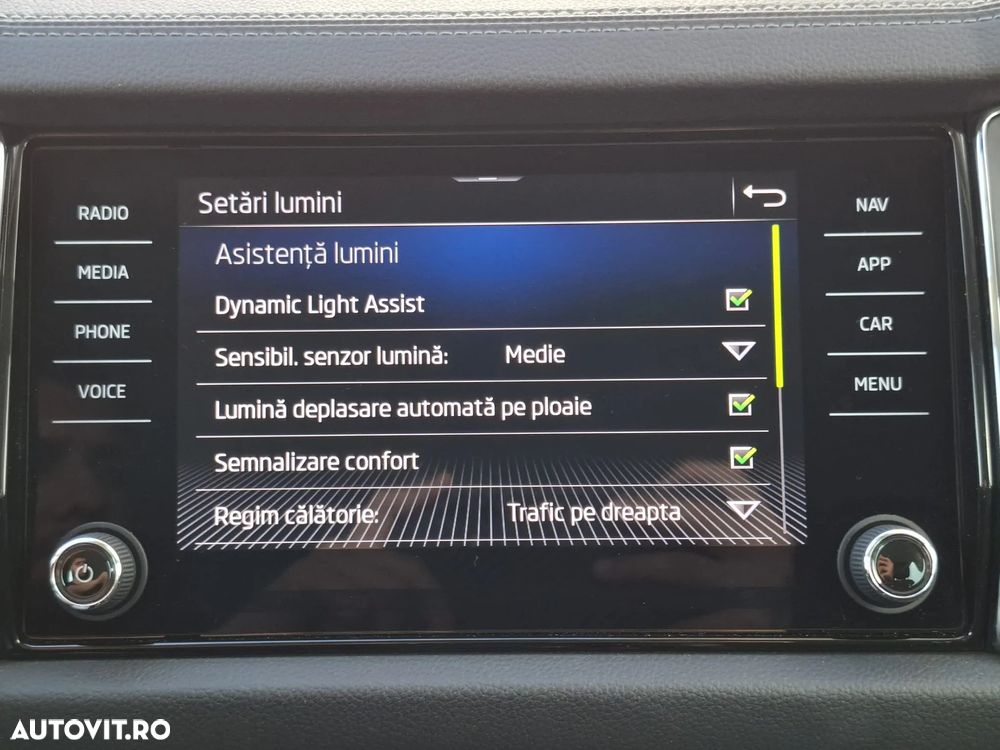 RADIO
MEDIA
PHONE
VOICE
Setări lumini
Asistență lumini
Dynamic Light Assist
Sensibil. senzor lumină: Medie
Lumină deplasare automată pe ploaie
Semnalizare confort
Regim călătorie: Trafic pe dreapta
NAV
APP
CAR
MENU
AUTOVIT.RO